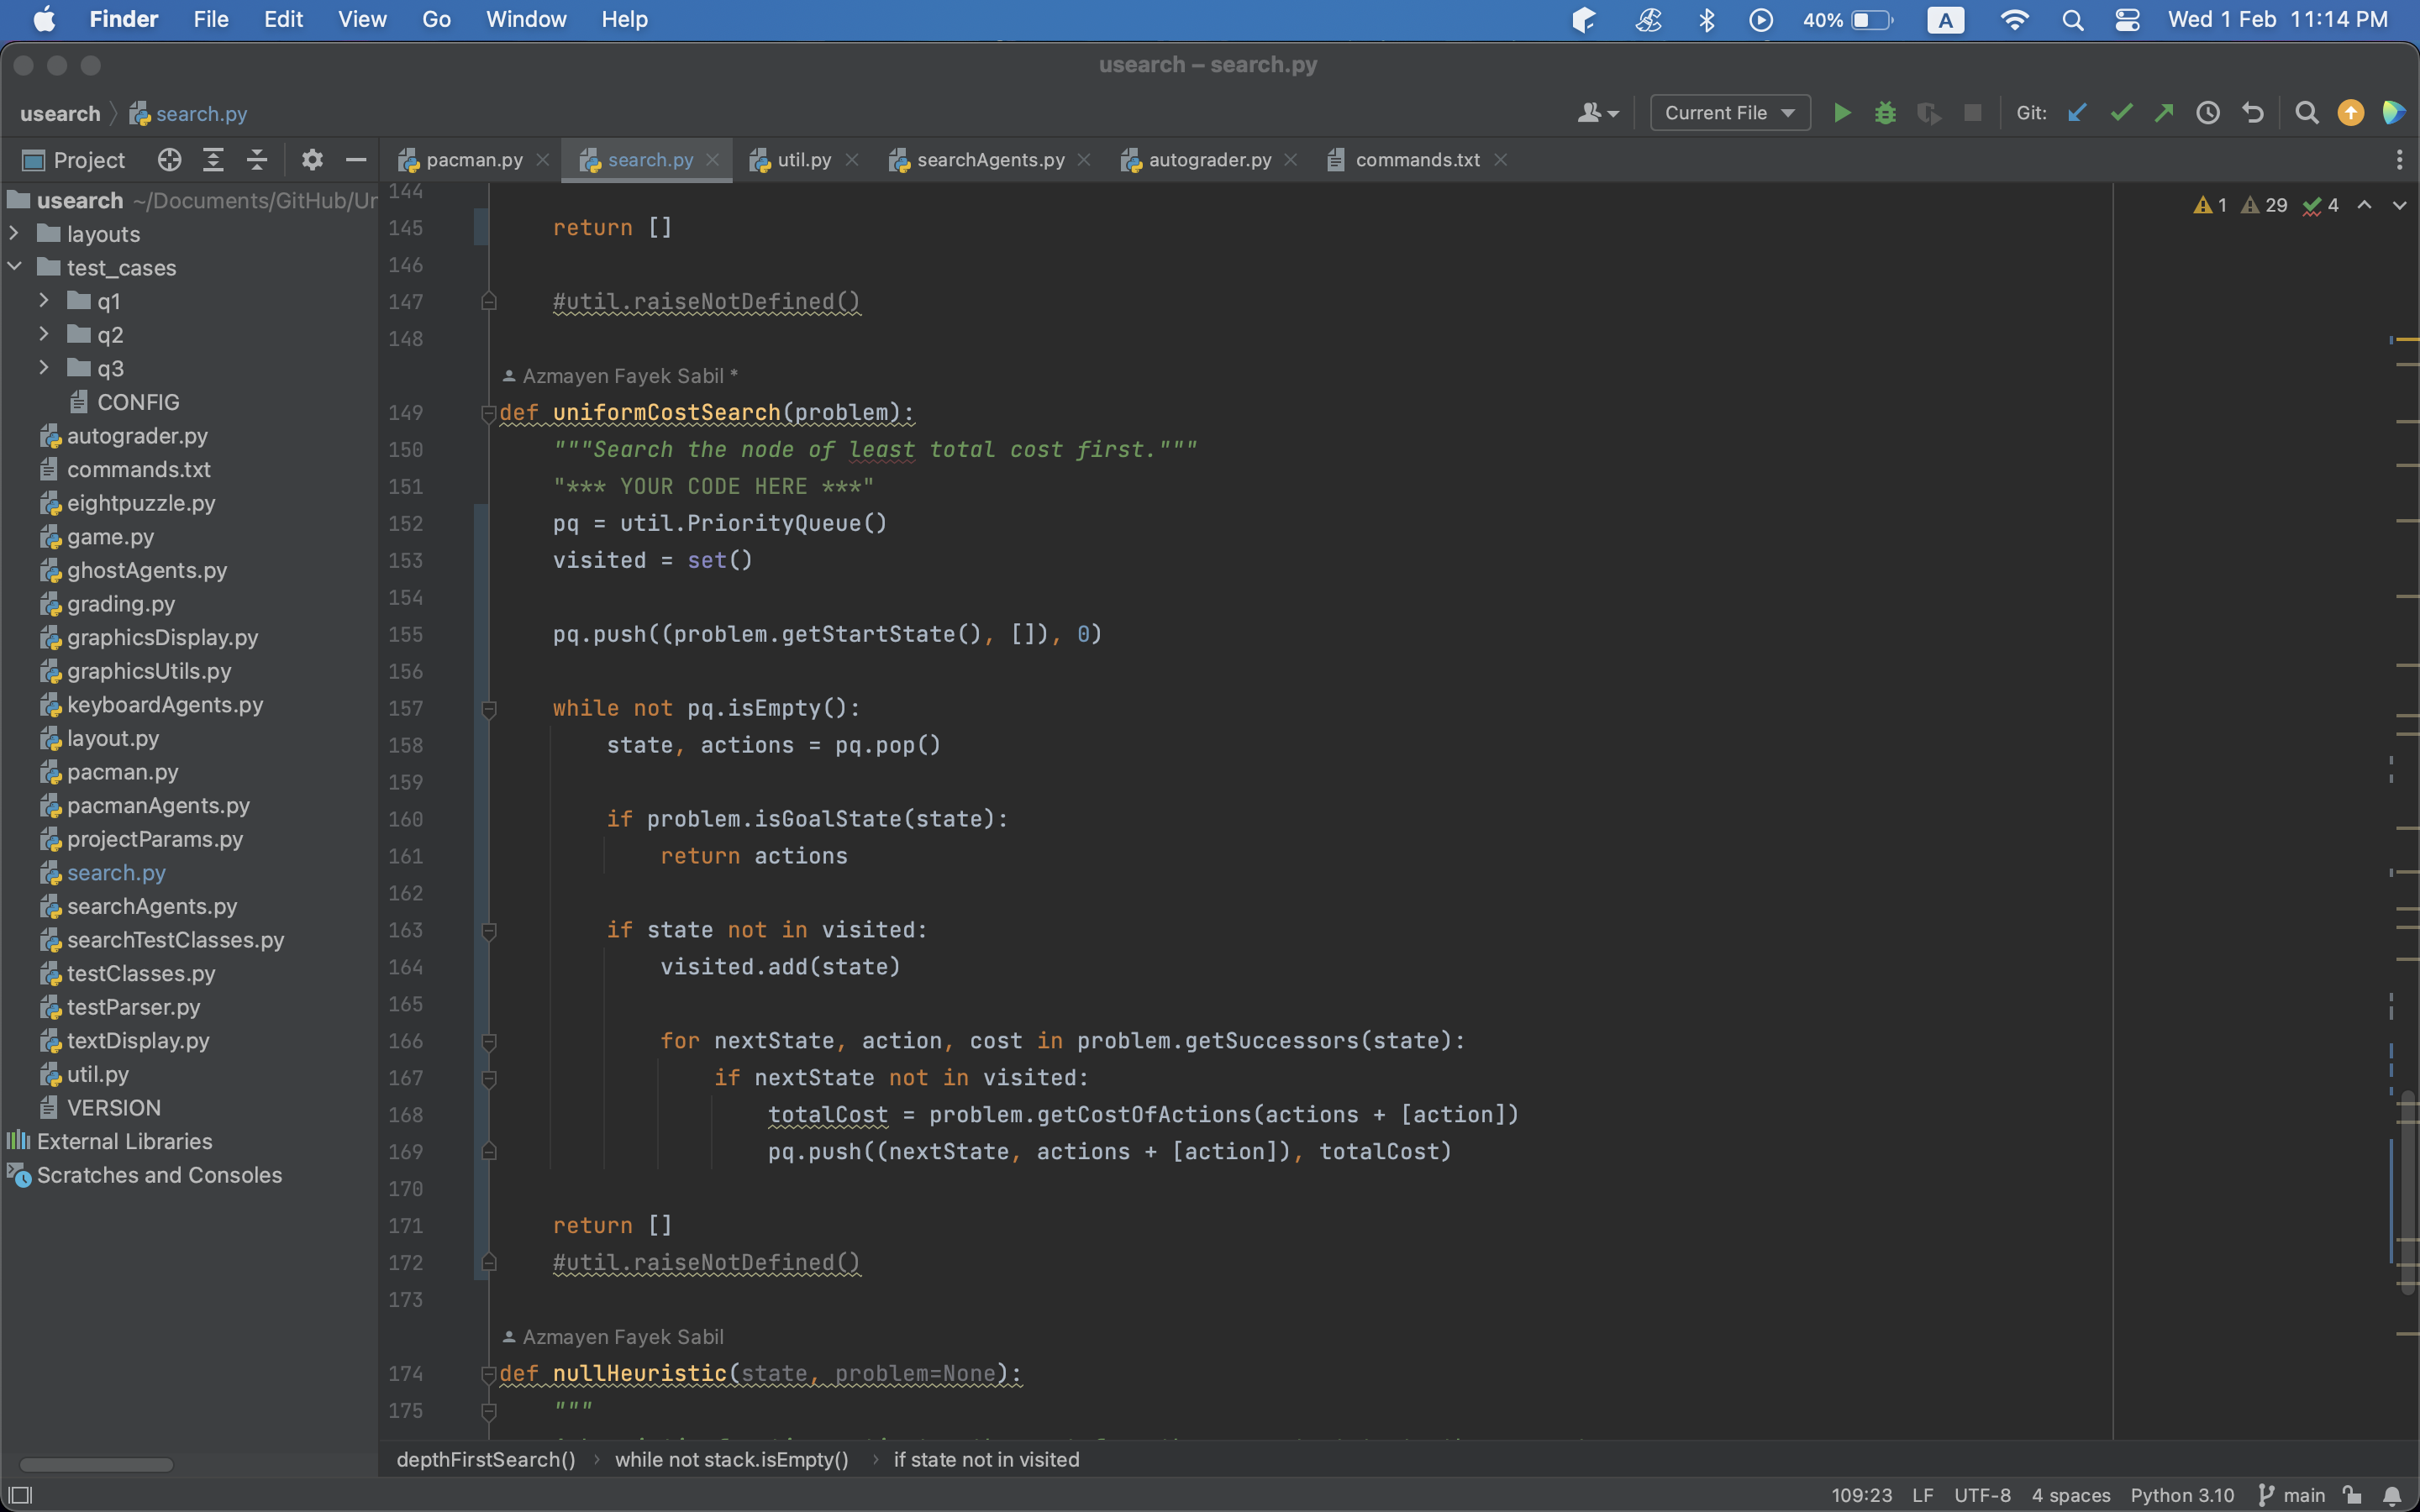 Finder File Edit View Go Window Help 40% A Wed 1 Feb 11:14 PM
usearch – search.py
usearch search.py Current File Git:
Project pacman.py search.py util.py searchAgents.py autograder.py commands.txt
usearch ~/Documents/GitHub/Ur
layouts
test_cases
q1
q2
q3
CONFIG
autograder.py
commands.txt
eightpuzzle.py
game.py
ghostAgents.py
grading.py
graphicsDisplay.py
graphicsUtils.py
keyboardAgents.py
layout.py
pacman.py
pacmanAgents.py
projectParams.py
search.py
searchAgents.py
searchTestClasses.py
testClasses.py
testParser.py
textDisplay.py
util.py
VERSION
External Libraries
Scratches and Consoles
1 29 4
144
145 return []
146
147 #util.raiseNotDefined()
148
Azmayen Fayek Sabil *
149 def uniformCostSearch(problem):
150 """Search the node of least total cost first."""
151 "*** YOUR CODE HERE ***"
152 pq = util.PriorityQueue()
153 visited = set()
154
155 pq.push((problem.getStartState(), []), 0)
156
157 while not pq.isEmpty():
158 state, actions = pq.pop()
159
160 if problem.isGoalState(state):
161 return actions
162
163 if state not in visited:
164 visited.add(state)
165
166 for nextState, action, cost in problem.getSuccessors(state):
167 if nextState not in visited:
168 totalCost = problem.getCostOfActions(actions + [action])
169 pq.push((nextState, actions + [action]), totalCost)
170
171 return []
172 #util.raiseNotDefined()
173
Azmayen Fayek Sabil
174 def nullHeuristic(state, problem=None):
175 """
depthFirstSearch() › while not stack.isEmpty() › if state not in visited
109:23 LF UTF-8 4 spaces Python 3.10 main